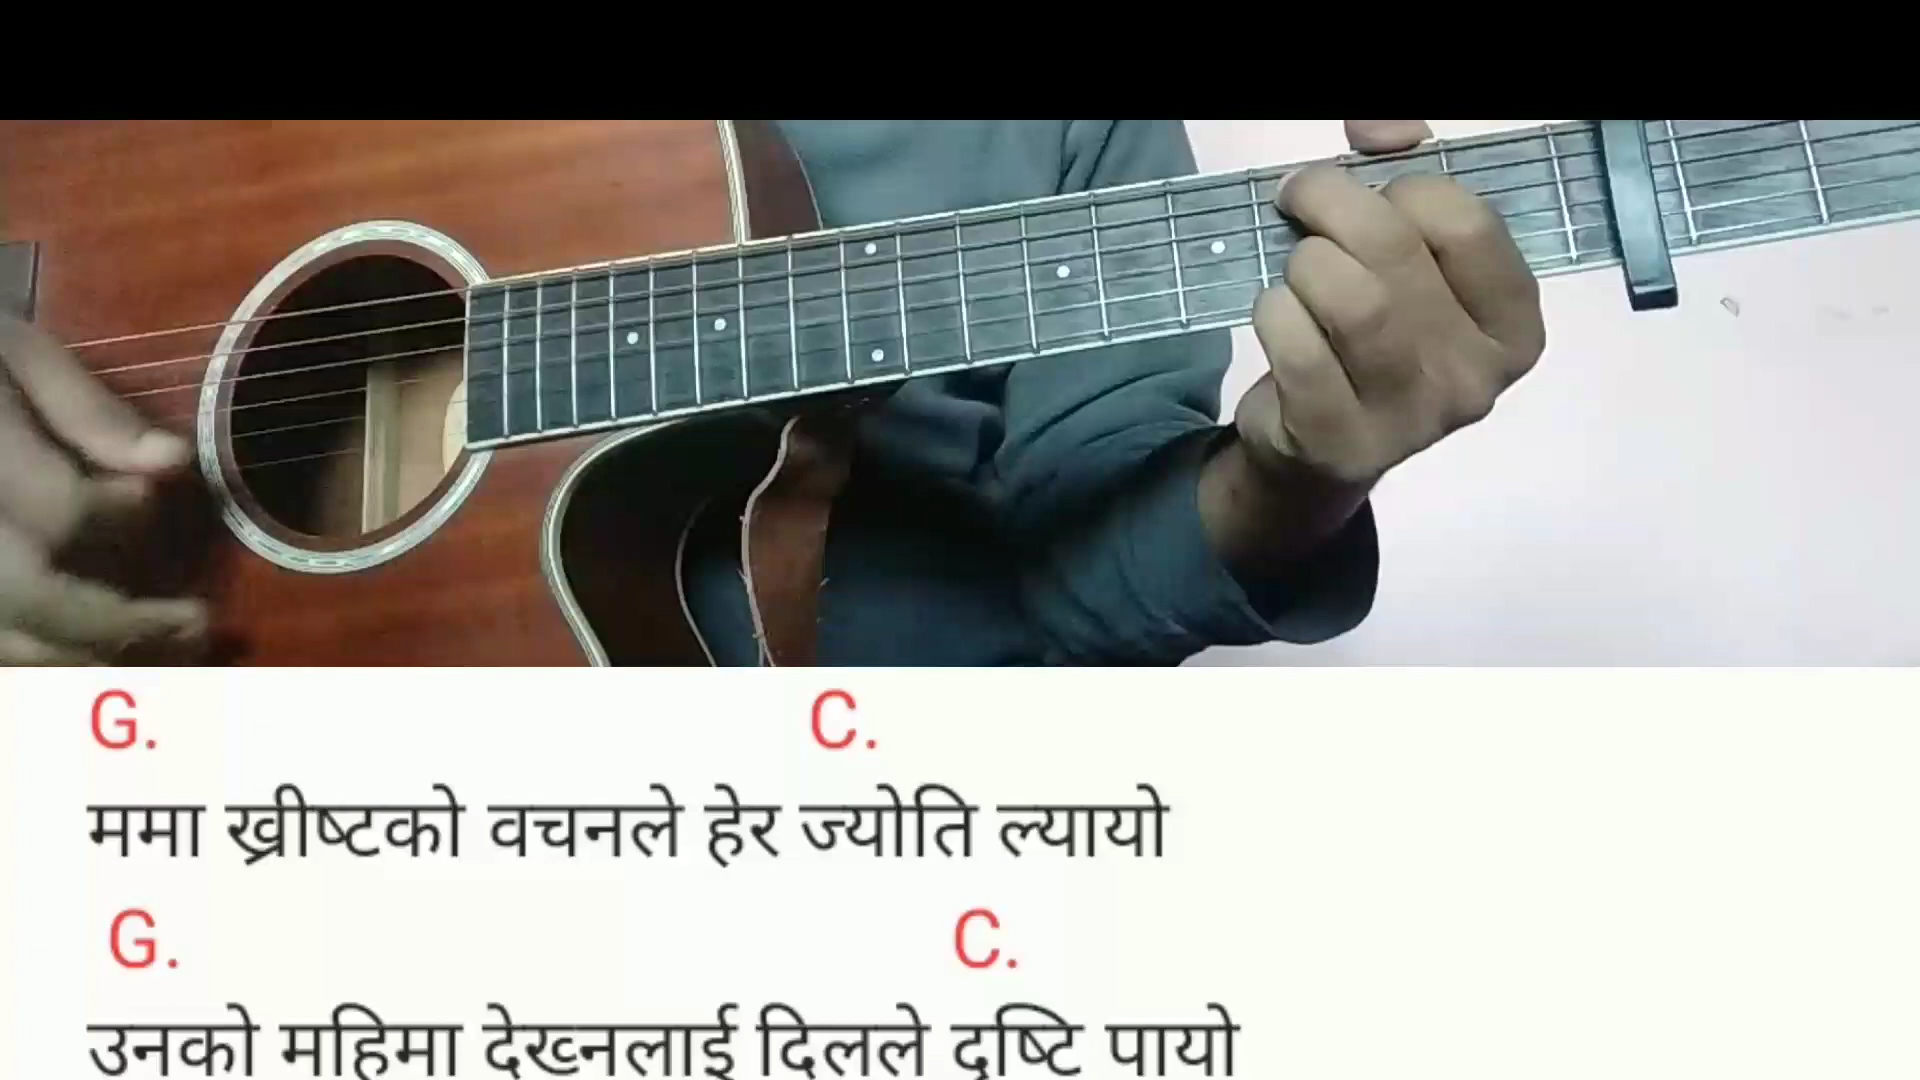 G. C.
ममा ख्रीष्टको वचनले हेर ज्योति ल्यायो
G. C.
उनको महिमा देख्नलाई दिलले दृष्टि पायो